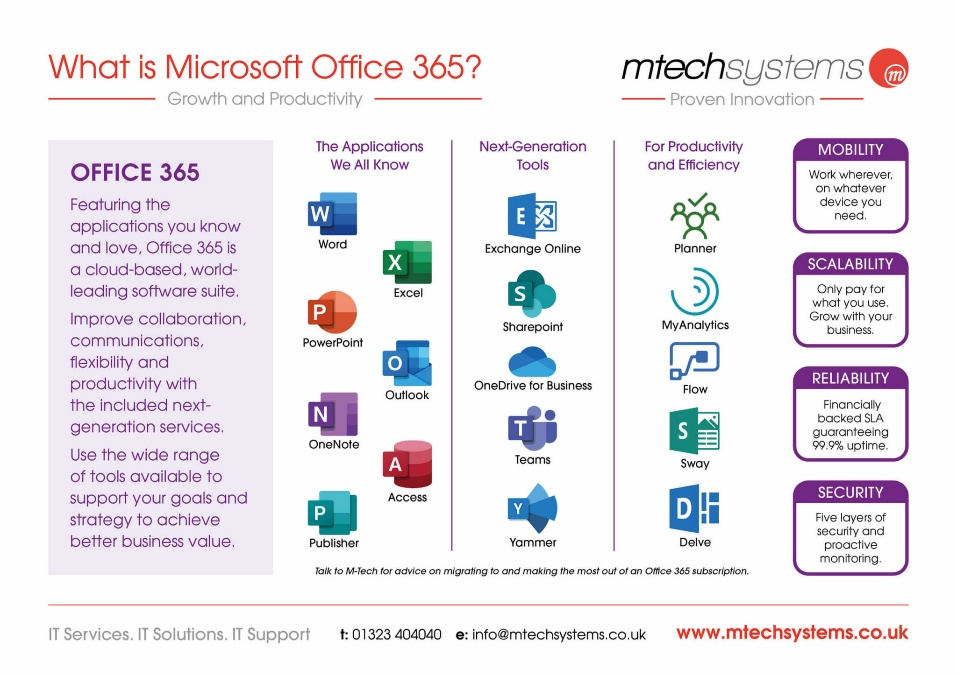 What is Microsoft Office 365?
Growth and Productivity
mtechsystems
m
Proven Innovation
OFFICE 365
Featuring the
applications you know
and love, Office 365 is
a cloud-based, world-
leading software suite.
Improve collaboration,
communications,
flexibility and
productivity with
the included next-
generation services.
Use the wide range
of tools available to
support your goals and
strategy to achieve
better business value.
The Applications
We All Know
W
Word
X
Excel
P
PowerPoint
O
Outlook
N
OneNote
A
Access
P
Publisher
Next-Generation
Tools
E
Exchange Online
S
Sharepoint
OneDrive for Business
T
Teams
Y
Yammer
For Productivity
and Efficiency
Planner
MyAnalytics
Flow
S
Sway
D
Delve
MOBILITY
Work wherever,
on whatever
device you
need.
SCALABILITY
Only pay for
what you use.
Grow with your
business.
RELIABILITY
Financially
backed SLA
guaranteeing
99.9% uptime.
SECURITY
Five layers of
security and
proactive
monitoring.
Talk to M-Tech for advice on migrating to and making the most out of an Office 365 subscription.
IT Services. IT Solutions. IT Support t: 01323 404040 e: info@mtechsystems.co.uk www.mtechsystems.co.uk